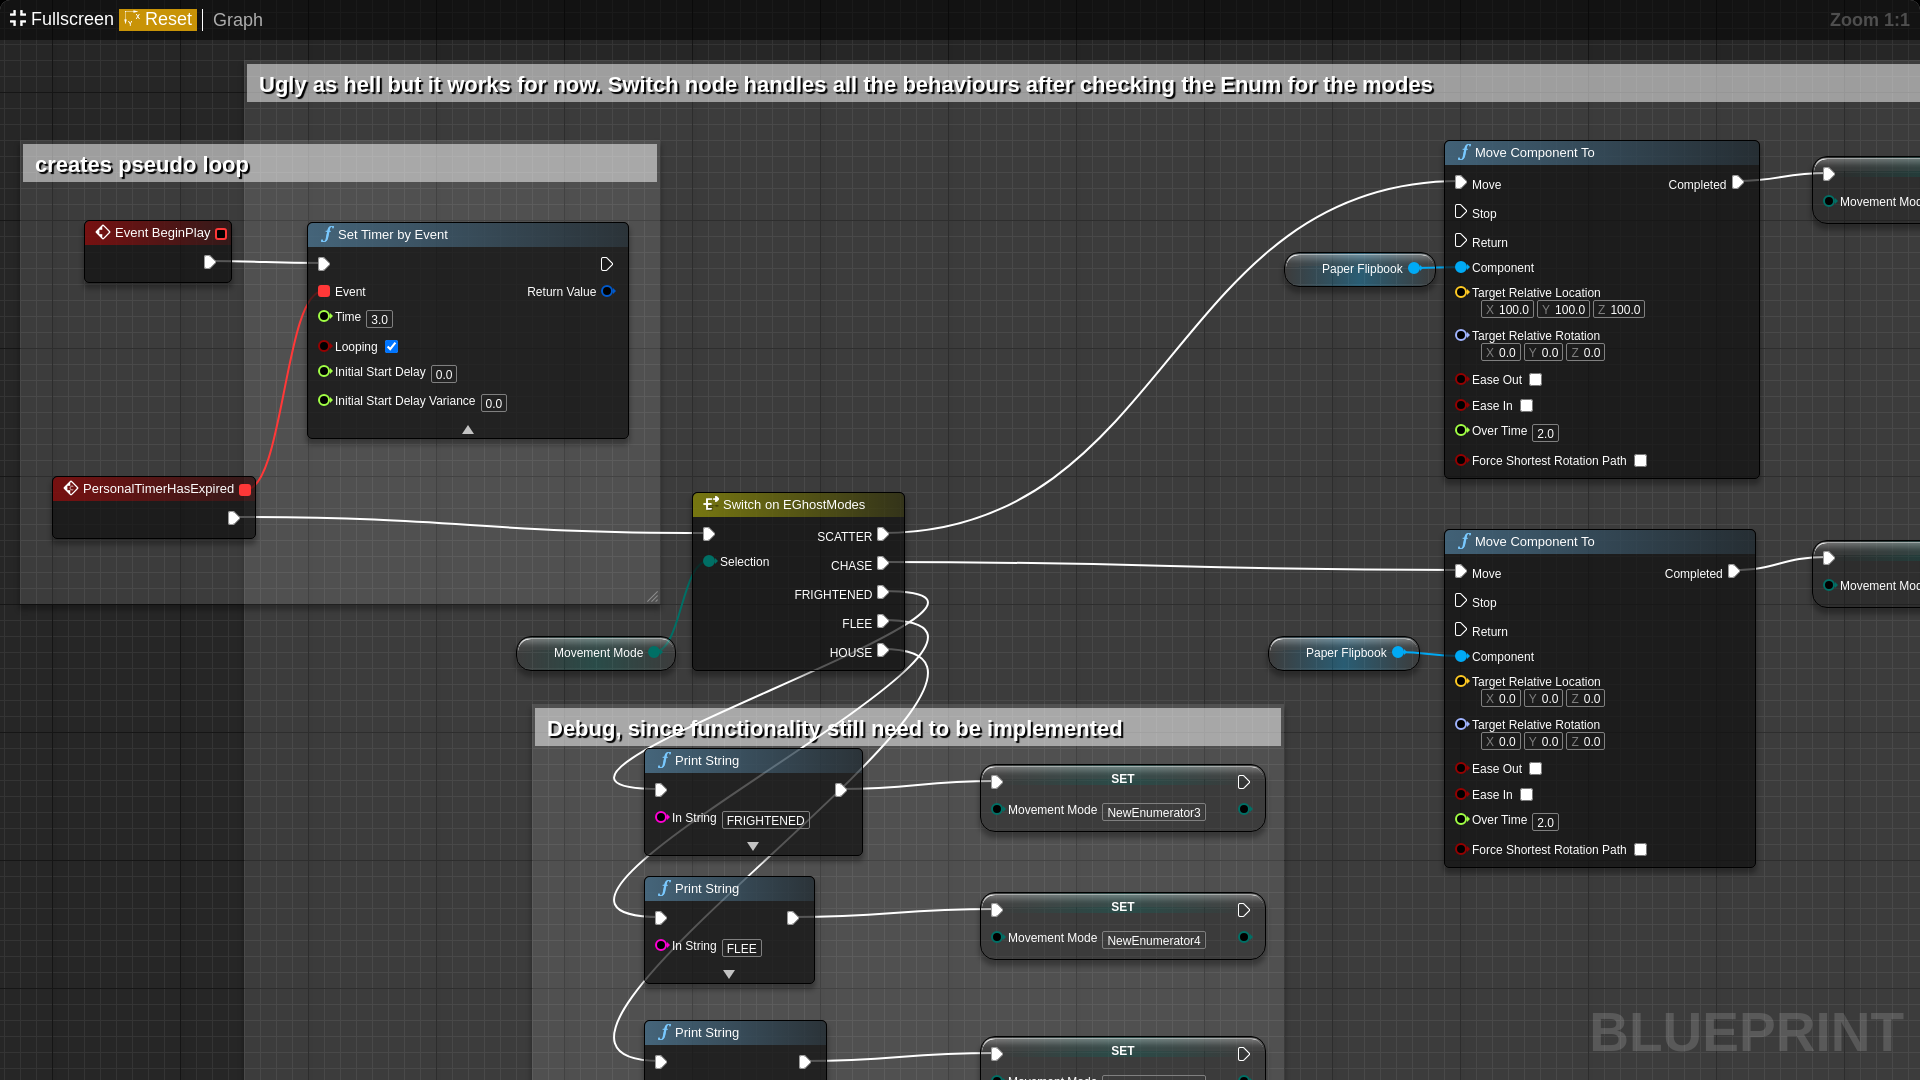 Fullscreen Reset Graph Zoom 1:1
Ugly as hell but it works for now. Switch node handles all the behaviours after checking the Enum for the modes
creates pseudo loop
Event BeginPlay
Set Timer by Event
Event
Return Value
Time 3.0
Looping
Initial Start Delay 0.0
Initial Start Delay Variance 0.0
PersonalTimerHasExpired
Switch on EGhostModes
SCATTER
Selection
CHASE
FRIGHTENED
FLEE
HOUSE
Movement Mode
Move Component To
Move
Completed
Stop
Return
Paper Flipbook
Component
Target Relative Location
X 100.0 Y 100.0 Z 100.0
Target Relative Rotation
X 0.0 Y 0.0 Z 0.0
Ease Out
Ease In
Over Time 2.0
Force Shortest Rotation Path
Movement
Move Component To
Move
Completed
Stop
Return
Paper Flipbook
Component
Target Relative Location
X 0.0 Y 0.0 Z 0.0
Target Relative Rotation
X 0.0 Y 0.0 Z 0.0
Ease Out
Ease In
Over Time 2.0
Force Shortest Rotation Path
Movement
Debug, since functionality still need to be implemented
Print String
In String FRIGHTENED
SET
Movement Mode NewEnumerator3
Print String
In String FLEE
SET
Movement Mode NewEnumerator4
Print String
SET
BLUEPRINT